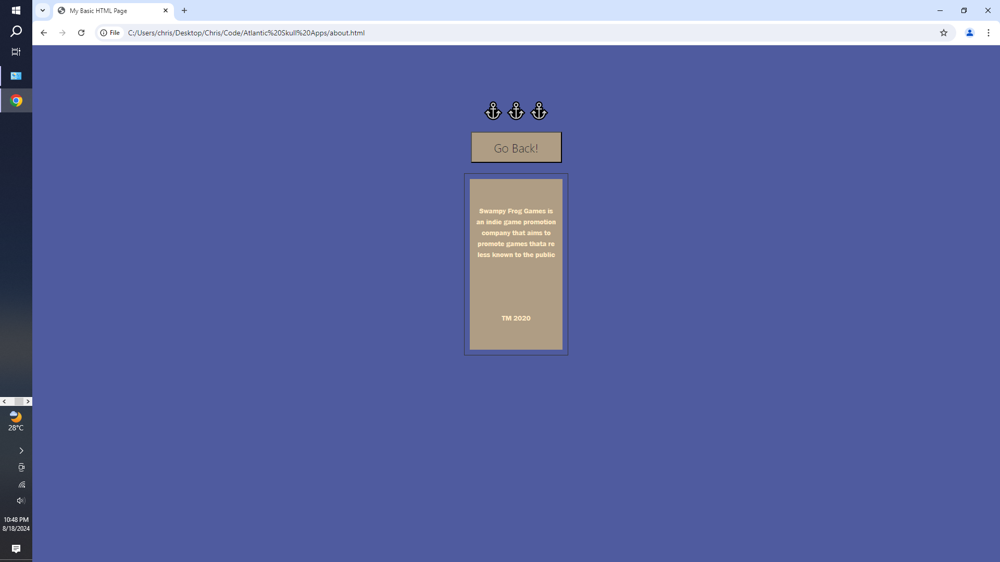 My Basic HTML Page
File
C:/Users/chris/Desktop/Chris/Code/Atlantic%20Skull%20Apps/about.html
Go Back!
Swampy Frog Games is
an indie game promotion
company that aims to
promote games thata re
less known to the public
TM 2020
28°C
10:48 PM
8/18/2024